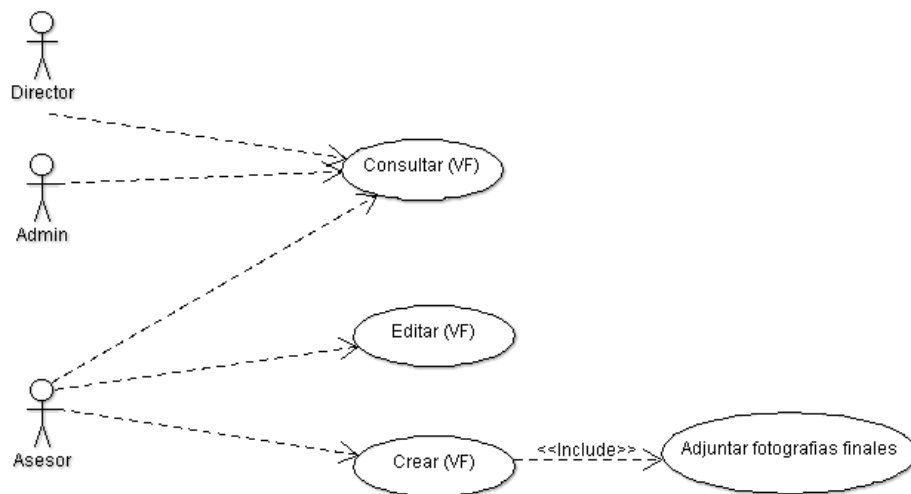 Director
Consultar (VF)
Admin
Editar (VF)
Asesor
Crear (VF)
<<Include>>
Adjuntar fotografias finales